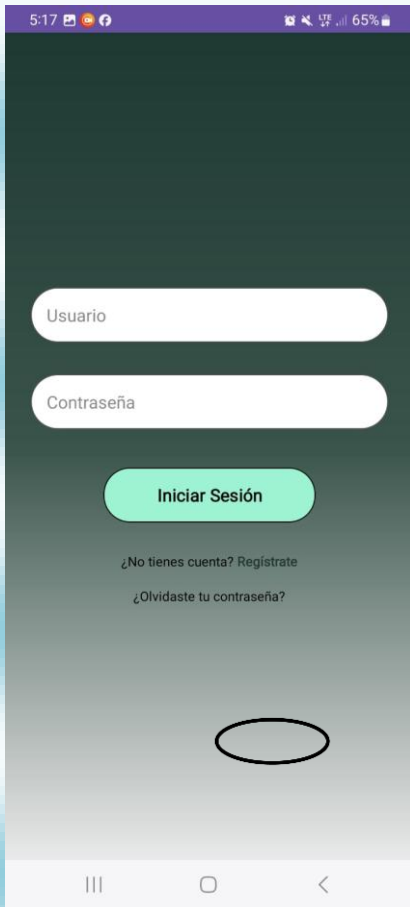 5:17 65%
Usuario
Contraseña
Iniciar Sesión
¿No tienes cuenta? Regístrate
¿Olvidaste tu contraseña?